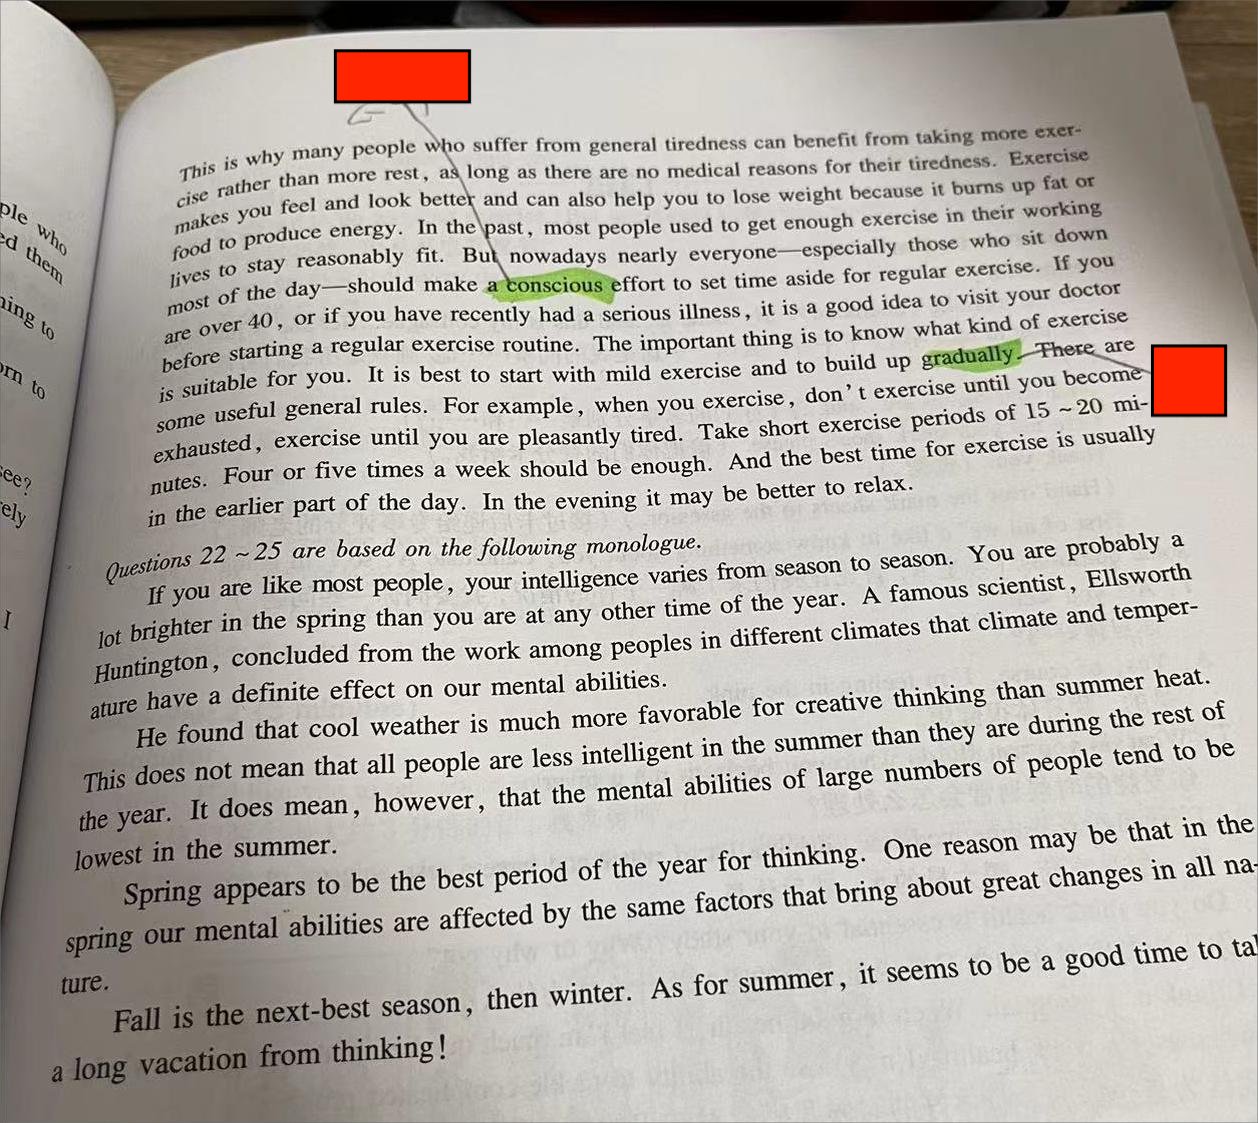 This is why many people who suffer from general tiredness can benefit from taking more exer-
cise rather than more rest, as long as there are no medical reasons for their tiredness. Exercise
makes you feel and look better and can also help you to lose weight because it burns up fat or
food to produce energy. In the past, most people used to get enough exercise in their working
lives to stay reasonably fit. But nowadays nearly everyone—especially those who sit down
most of the day—should make a conscious effort to set time aside for regular exercise. If you
are over 40, or if you have recently had a serious illness, it is a good idea to visit your doctor
before starting a regular exercise routine. The important thing is to know what kind of exercise
is suitable for you. It is best to start with mild exercise and to build up gradually. There are
some useful general rules. For example, when you exercise, don't exercise until you become
exhausted, exercise until you are pleasantly tired. Take short exercise periods of 15 ~ 20 mi-
nutes. Four or five times a week should be enough. And the best time for exercise is usually
in the earlier part of the day. In the evening it may be better to relax.
Questions 22 ~ 25 are based on the following monologue.
If you are like most people, your intelligence varies from season to season. You are probably a
lot brighter in the spring than you are at any other time of the year. A famous scientist, Ellsworth
Huntington, concluded from the work among peoples in different climates that climate and temper-
ature have a definite effect on our mental abilities.
He found that cool weather is much more favorable for creative thinking than summer heat.
This does not mean that all people are less intelligent in the summer than they are during the rest of
the year. It does mean, however, that the mental abilities of large numbers of people tend to be
lowest in the summer.
Spring appears to be the best period of the year for thinking. One reason may be that in the
spring our mental abilities are affected by the same factors that bring about great changes in all na-
ture.
Fall is the next-best season, then winter. As for summer, it seems to be a good time to
a long vacation from thinking!
who
them
to
to
I